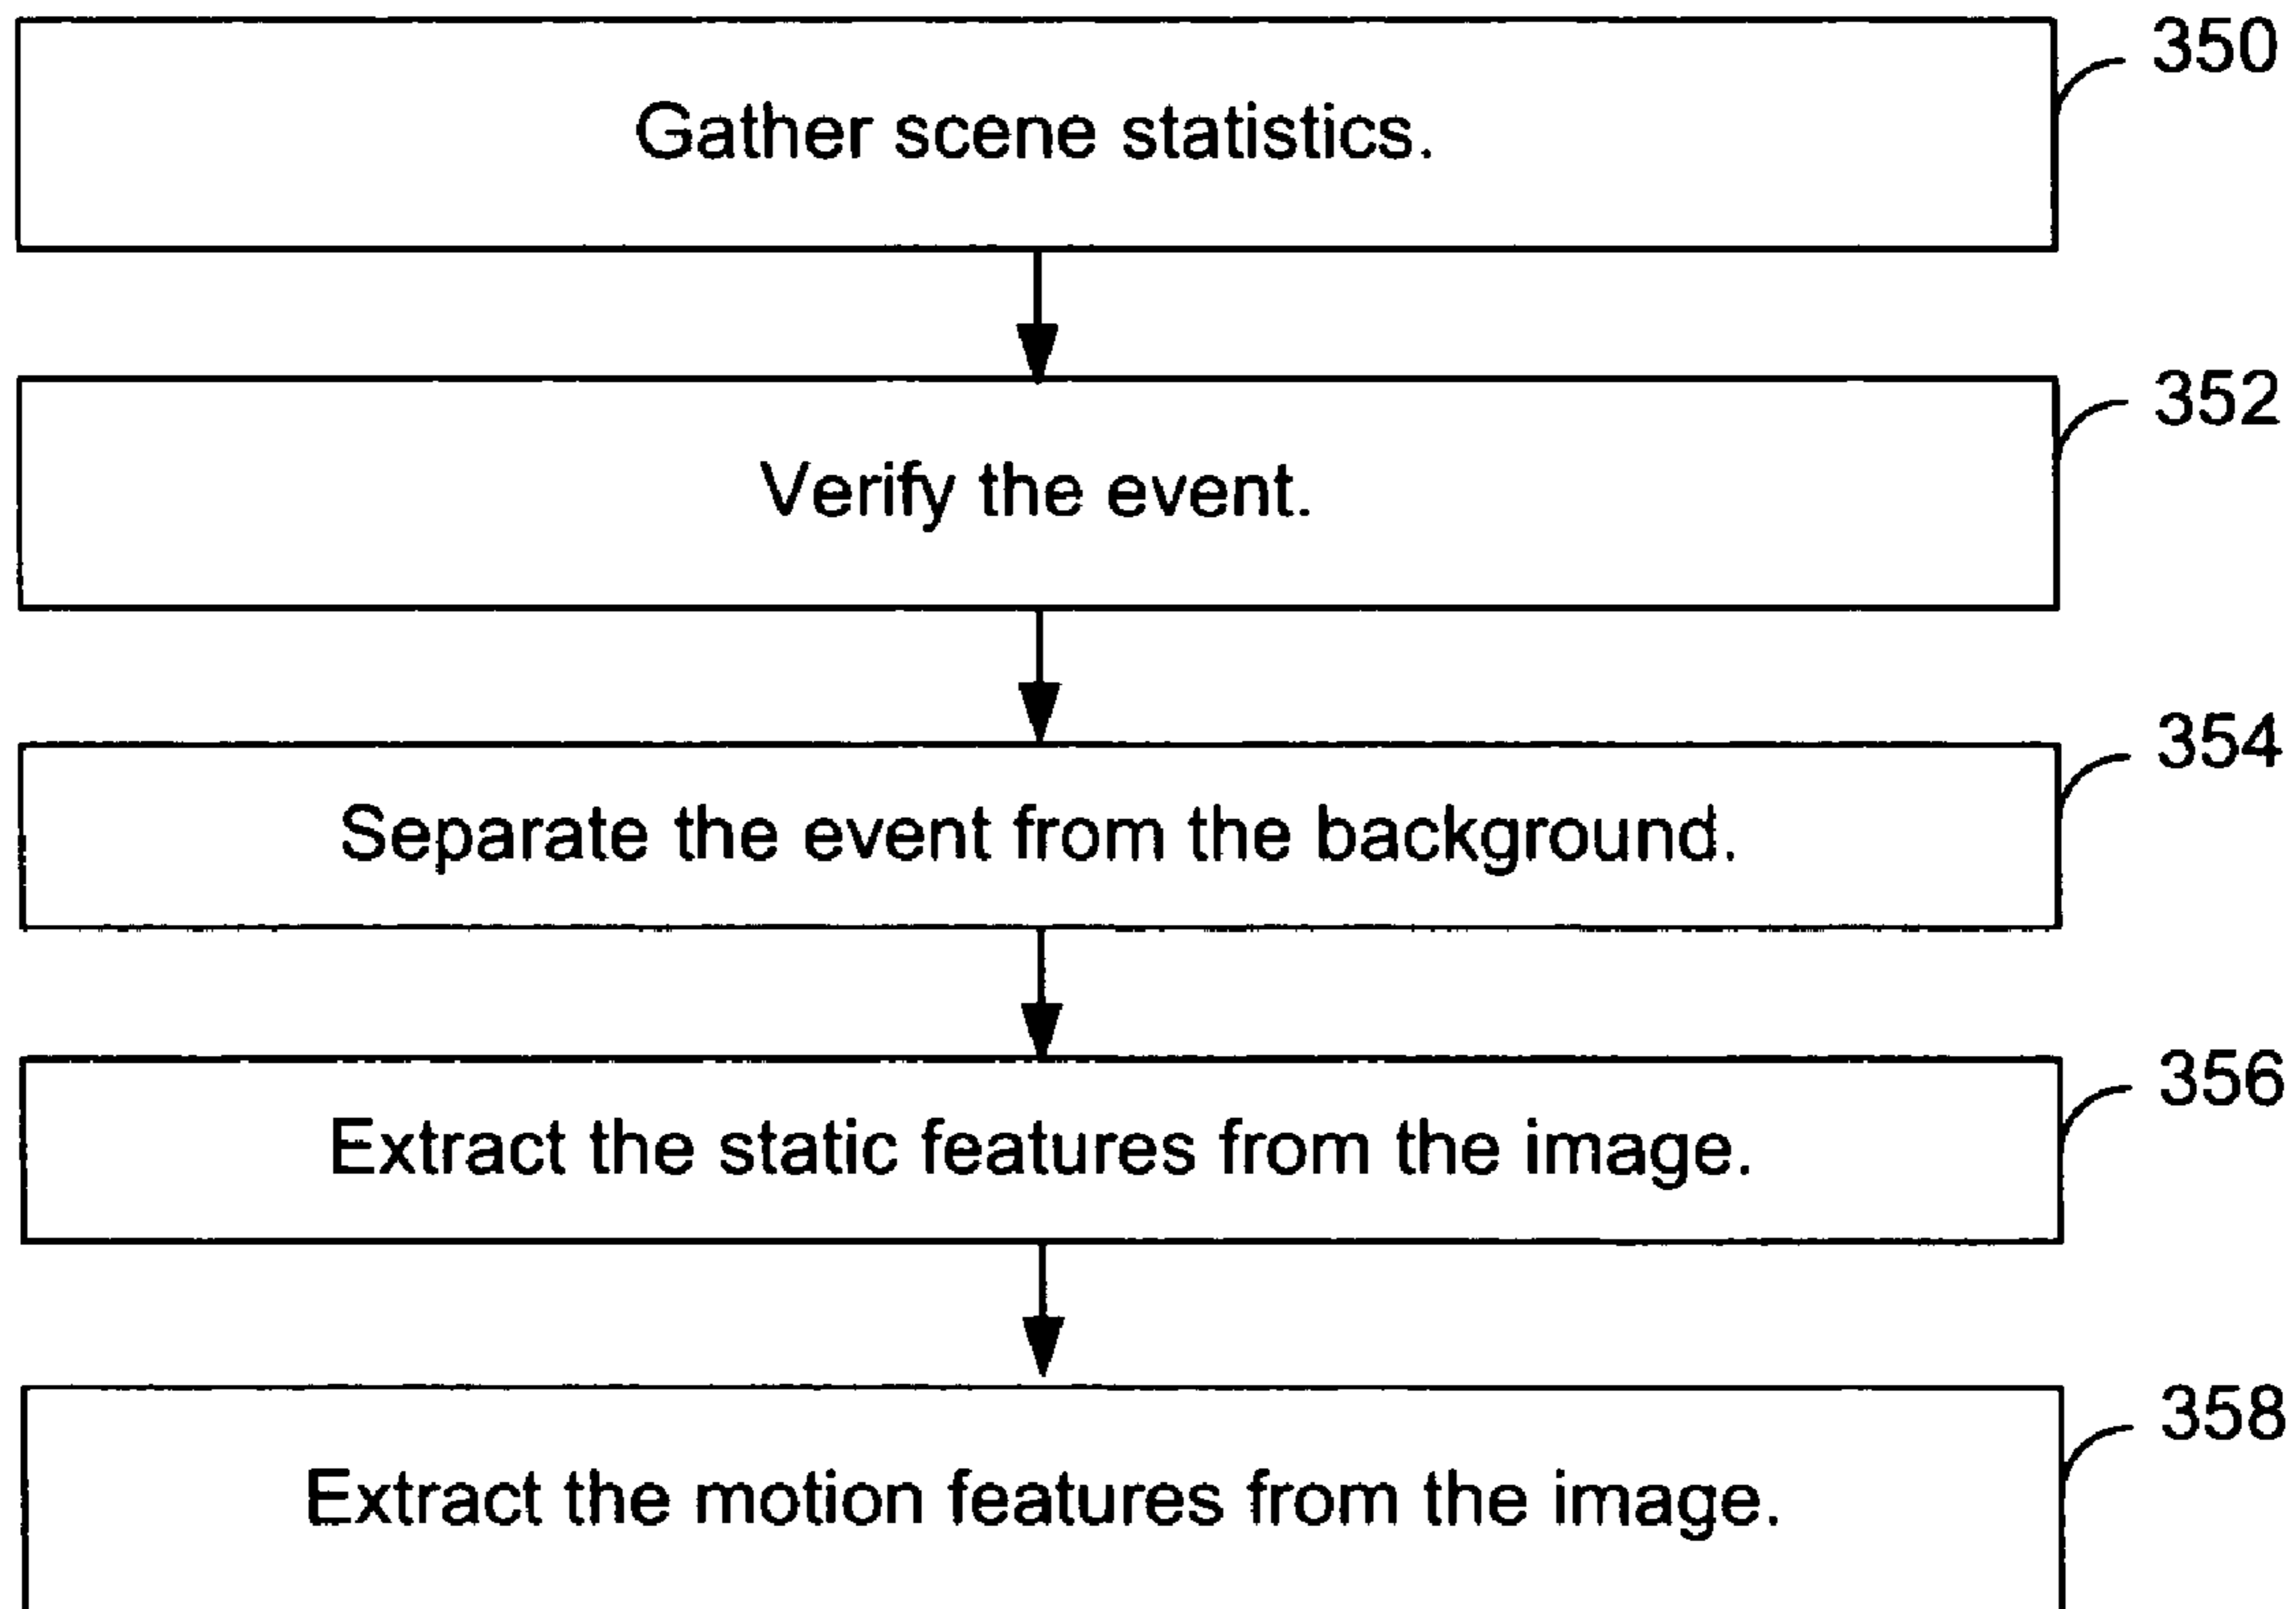 350
Gather scene statistics.
352
Verify the event.
354
Separate the event from the background.
356
Extract the static features from the image.
358
Extract the motion features from the image.